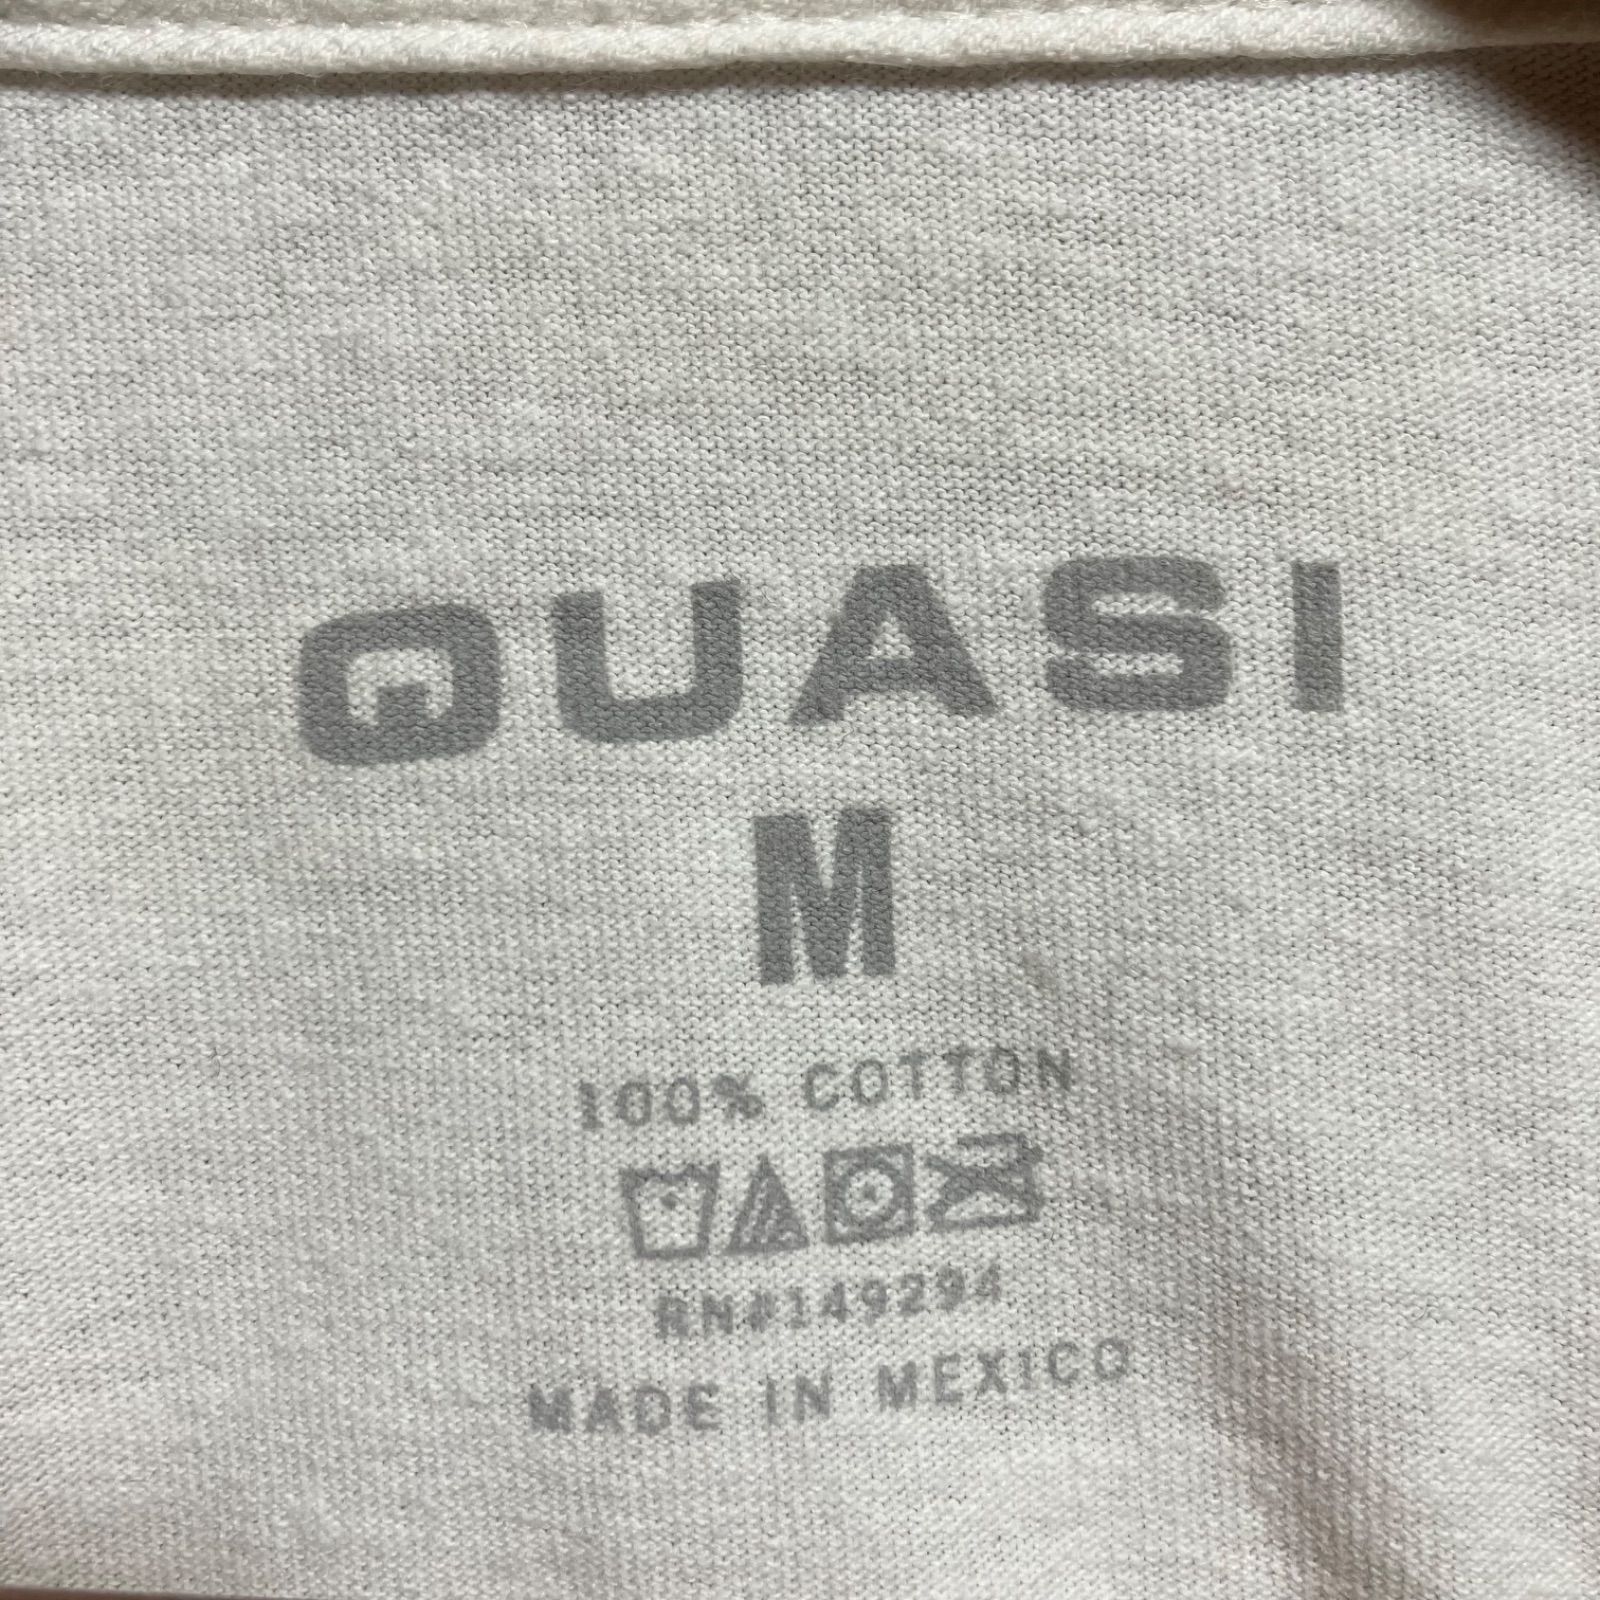 QUASI
M
100% COTTON
RN#149294
MADE IN MEXICO